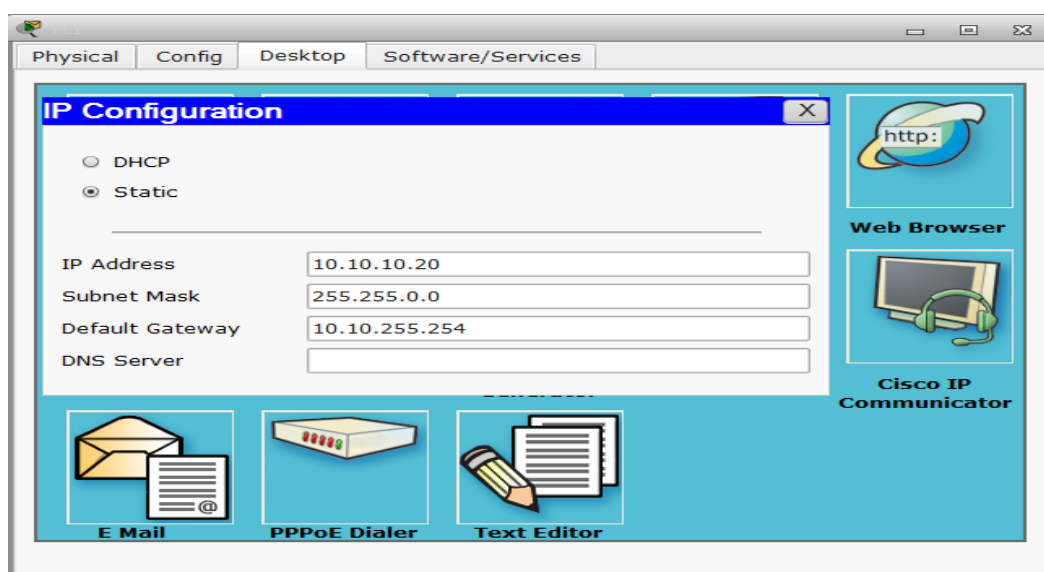 Physical Config Desktop Software/Services
IP Configuration X
DHCP
Static
IP Address 10.10.10.20
Subnet Mask 255.255.0.0
Default Gateway 10.10.255.254
DNS Server
http:
Web Browser
Cisco IP
Communicator
@
E Mail
PPPoE Dialer
Text Editor